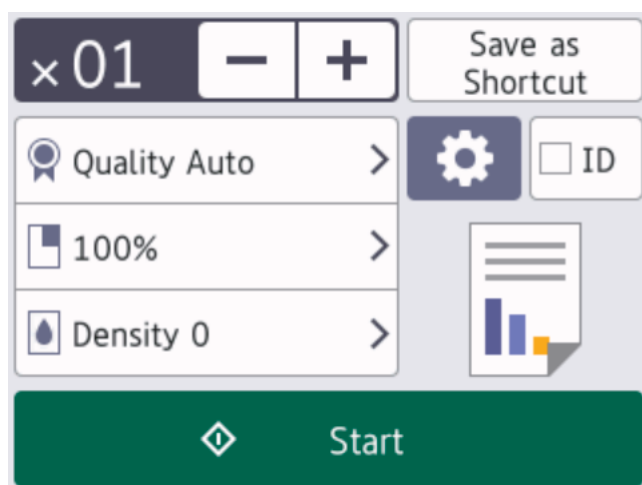 ×01
− +
Save as
Shortcut
Quality Auto
ID
100%
Density 0
Start